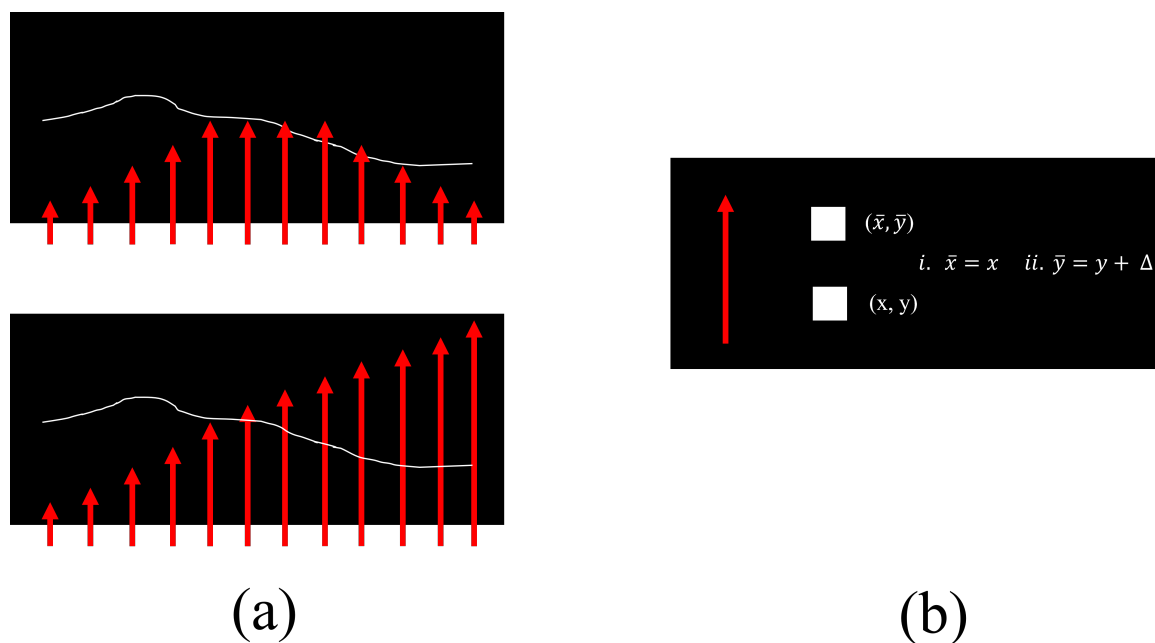 (x̄, ȳ)
i. x̄ = x ii. ȳ = y + Δ
(x, y)
(a)
(b)